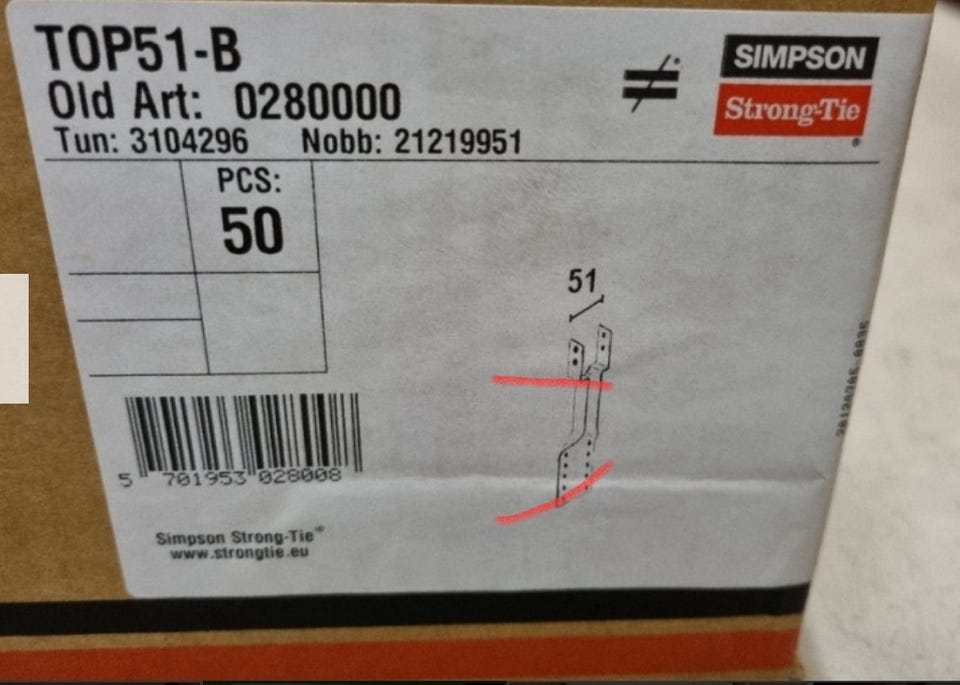 TOP51-B
Old Art: 0280000
Tun: 3104296 Nobb: 21219951
SIMPSON
Strong-Tie
®
PCS:
50
51
5 701953 028008
Simpson Strong-Tie®
www.strongtie.eu